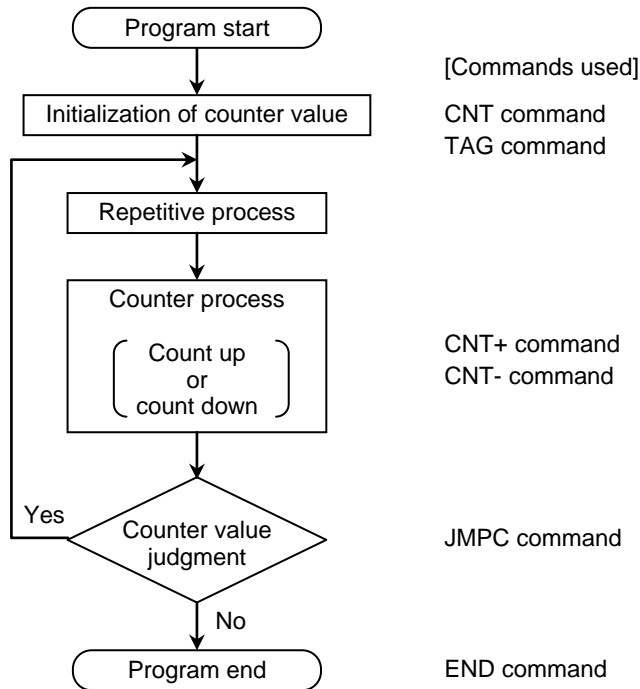 Program start
[Commands used]
Initialization of counter value
CNT command
TAG command
Repetitive process
Counter process
Count up
or
count down
CNT+ command
CNT- command
Yes
Counter value
judgment
JMPC command
No
Program end
END command